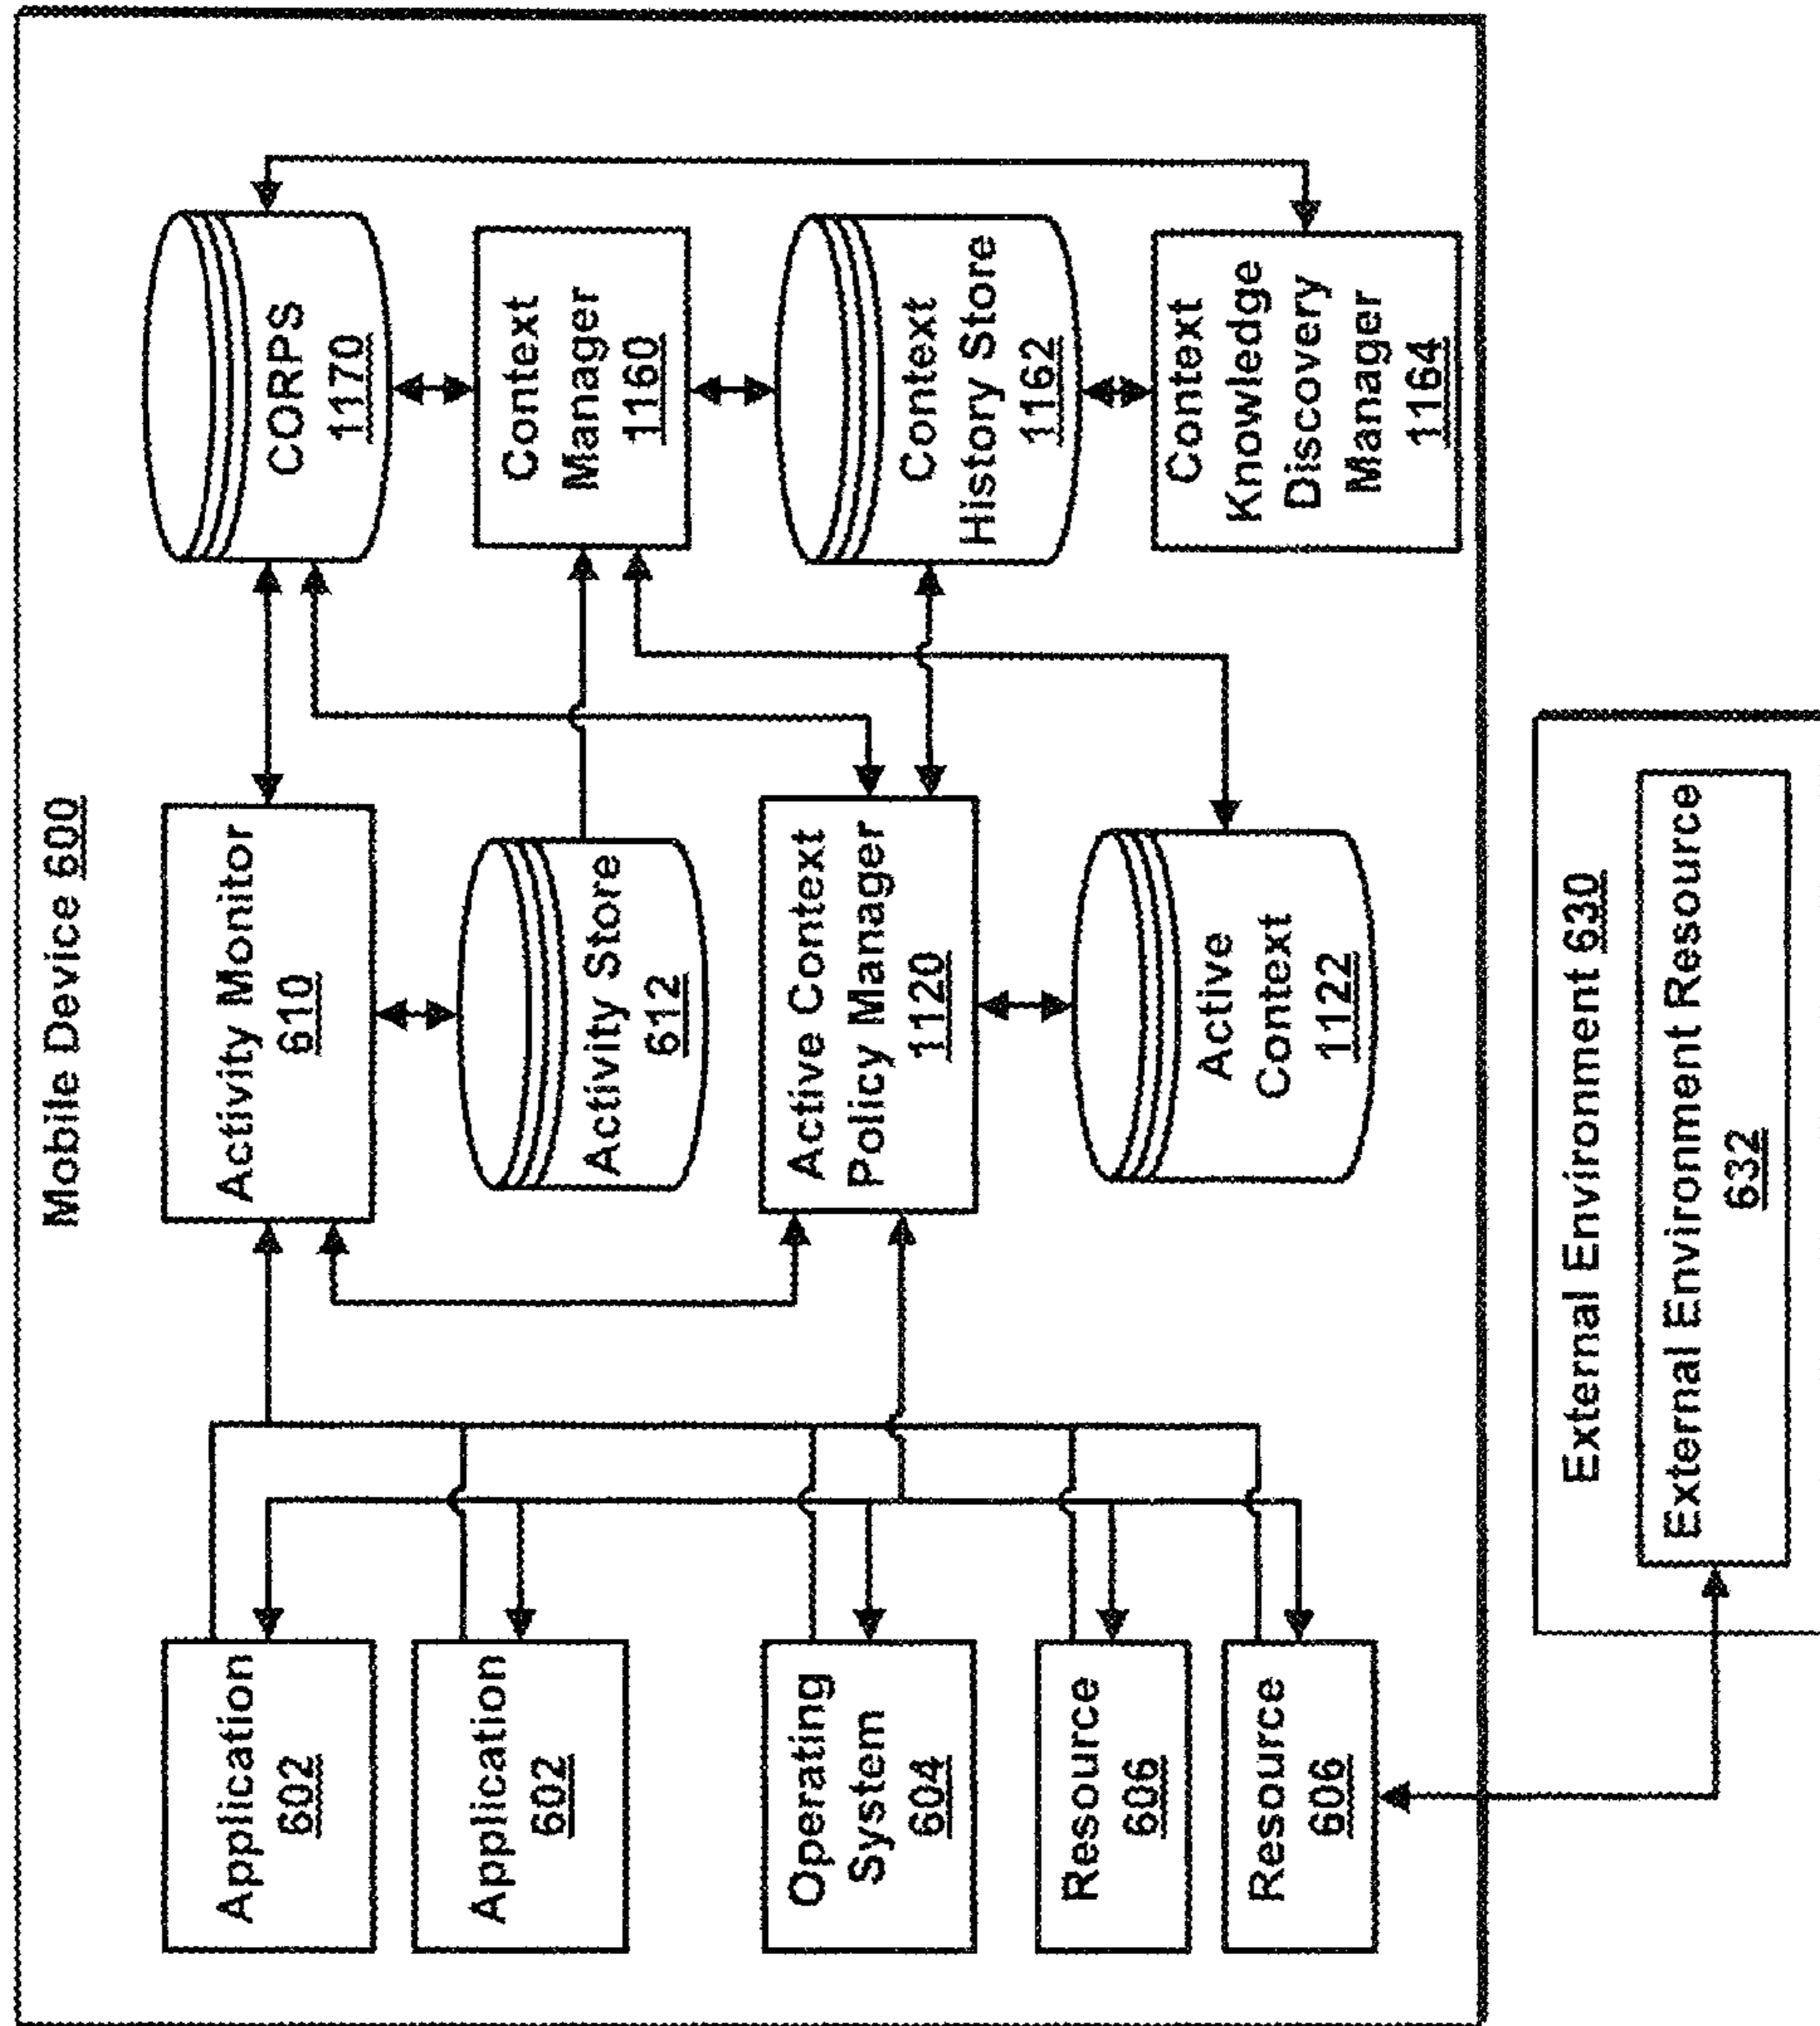 Mobile Device 600
Application
602
Application
602
Operating
System
604
Resource
606
Resource
606
Activity Monitor
610
Activity Store
612
Active Context
Policy Manager
1120
Active
Context
1122
CORPS
1170
Context
Manager
1160
Context
History Store
1162
Context
Knowledge
Discovery
Manager
1164
External Environment 630
External Environment Resource
632